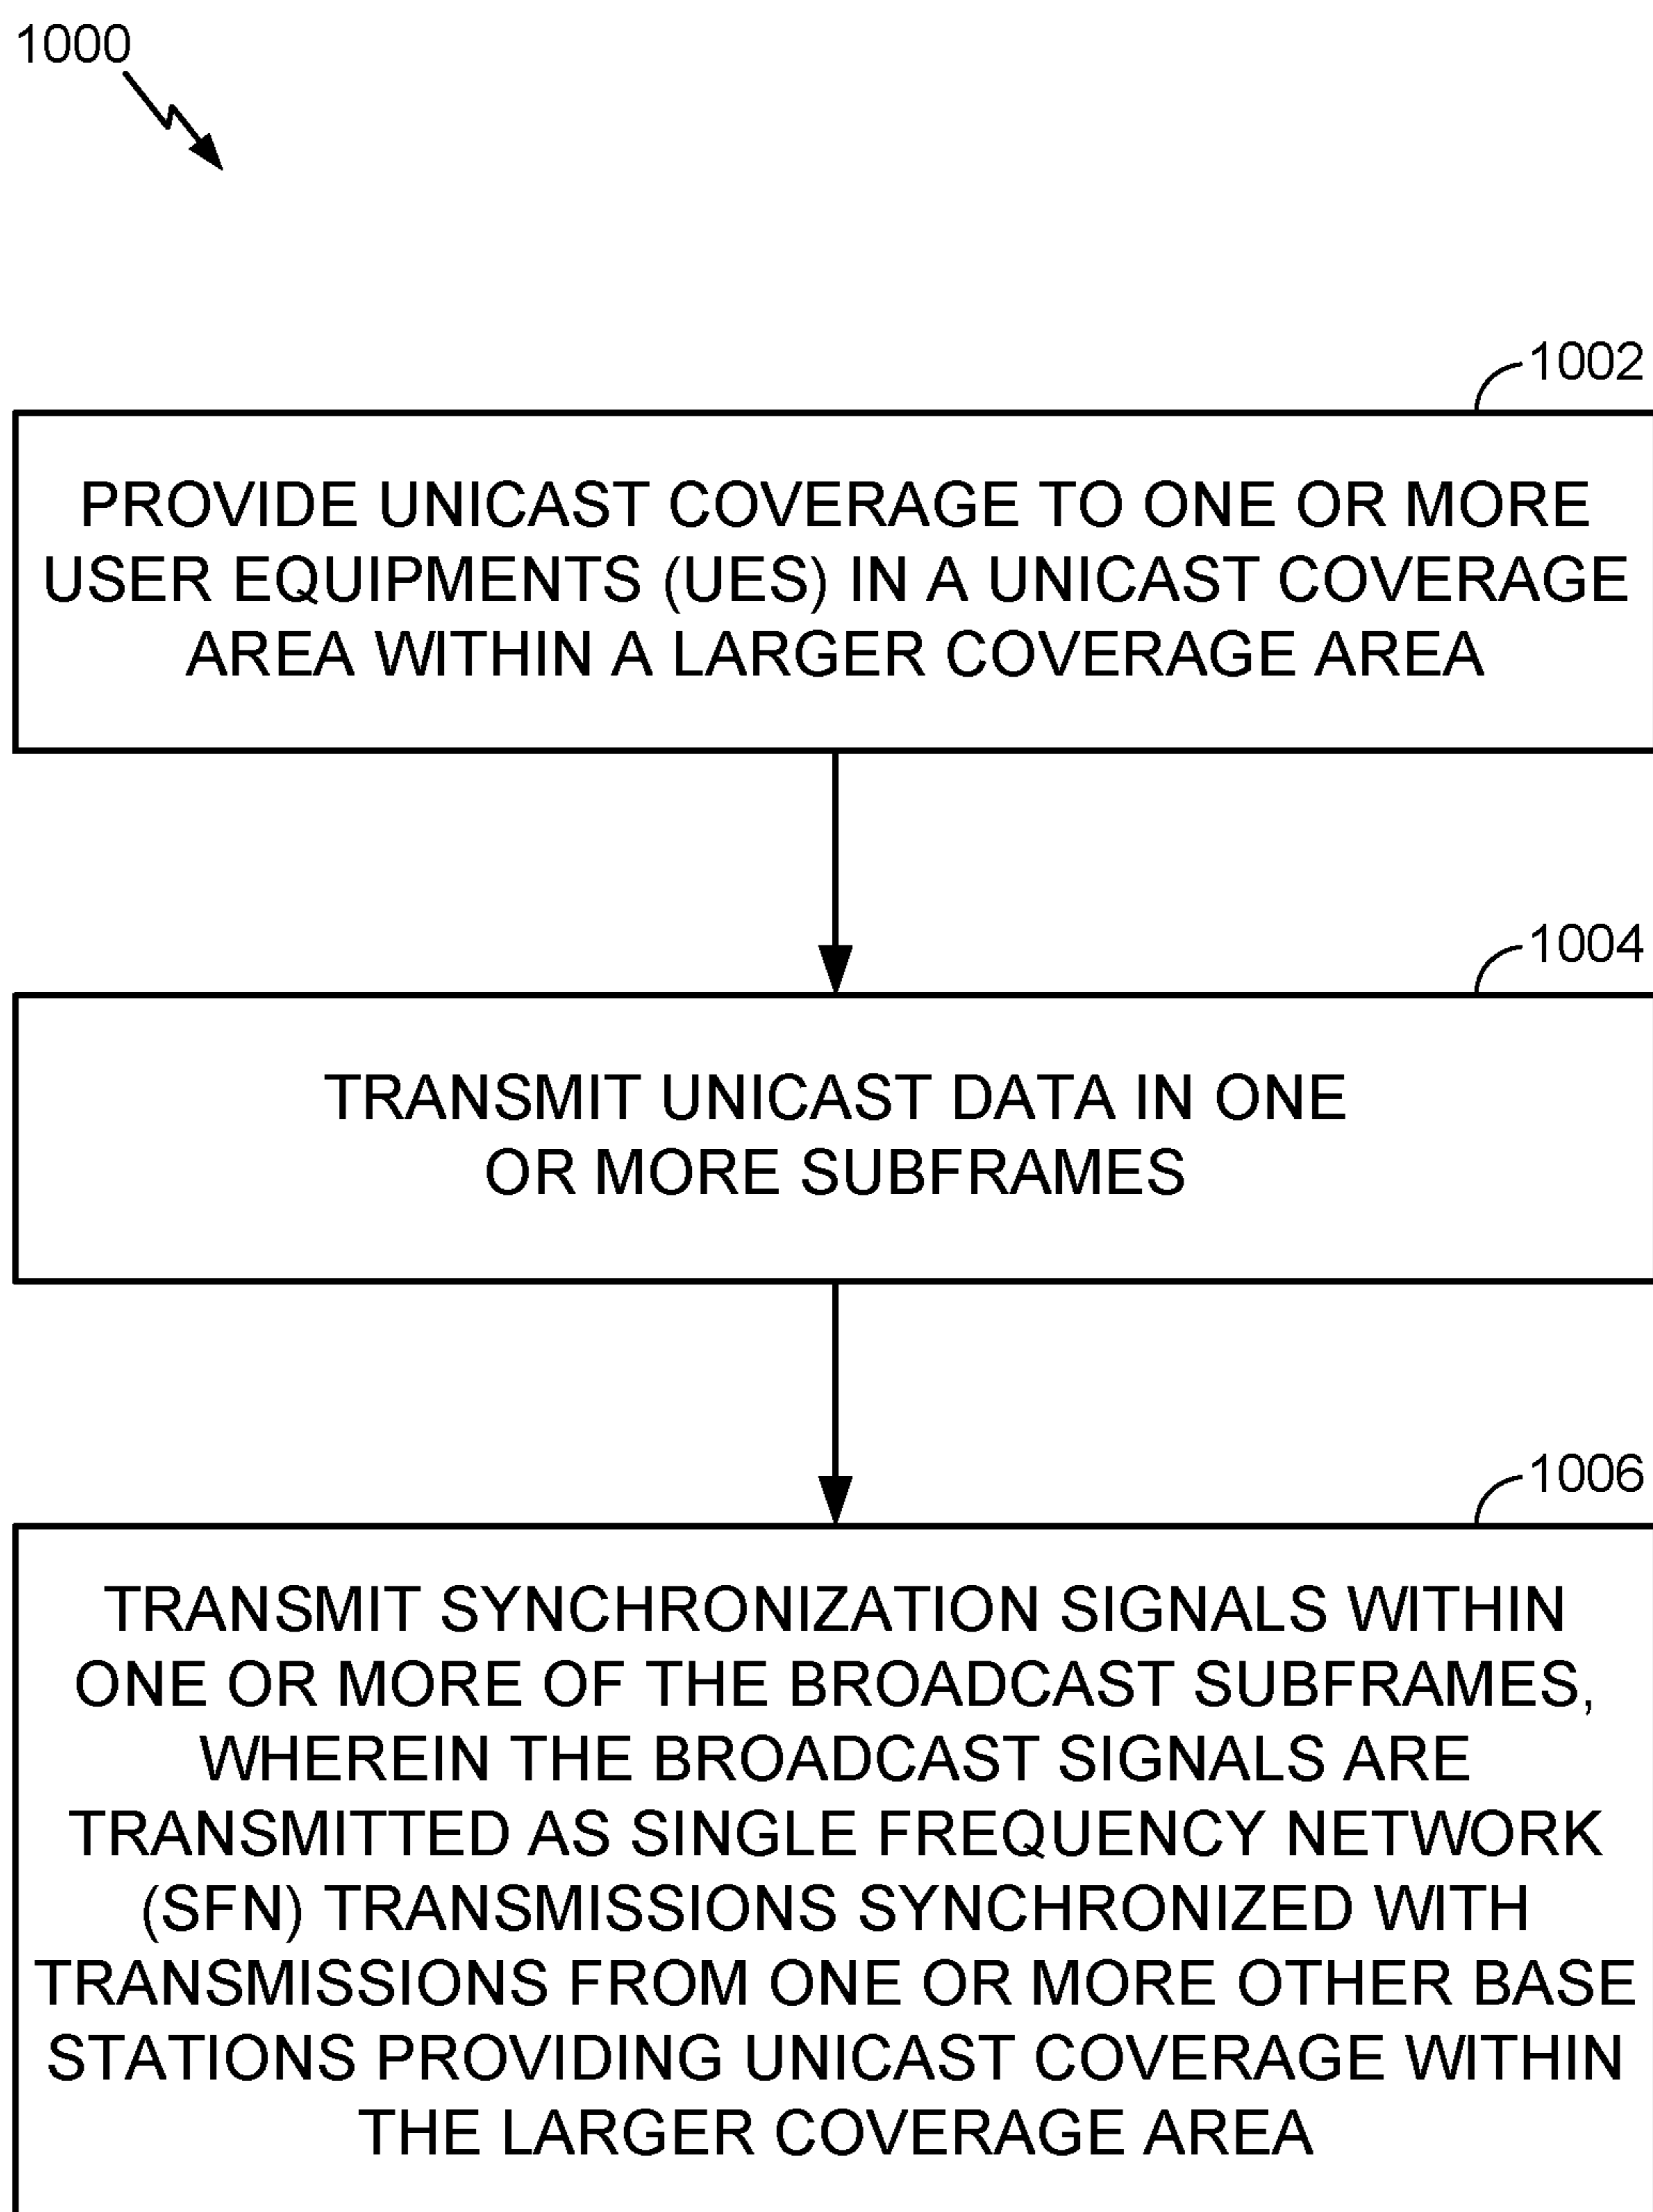 1000
1002
PROVIDE UNICAST COVERAGE TO ONE OR MORE
USER EQUIPMENTS (UES) IN A UNICAST COVERAGE
AREA WITHIN A LARGER COVERAGE AREA
1004
TRANSMIT UNICAST DATA IN ONE
OR MORE SUBFRAMES
1006
TRANSMIT SYNCHRONIZATION SIGNALS WITHIN
ONE OR MORE OF THE BROADCAST SUBFRAMES,
WHEREIN THE BROADCAST SIGNALS ARE
TRANSMITTED AS SINGLE FREQUENCY NETWORK
(SFN) TRANSMISSIONS SYNCHRONIZED WITH
TRANSMISSIONS FROM ONE OR MORE OTHER BASE
STATIONS PROVIDING UNICAST COVERAGE WITHIN
THE LARGER COVERAGE AREA